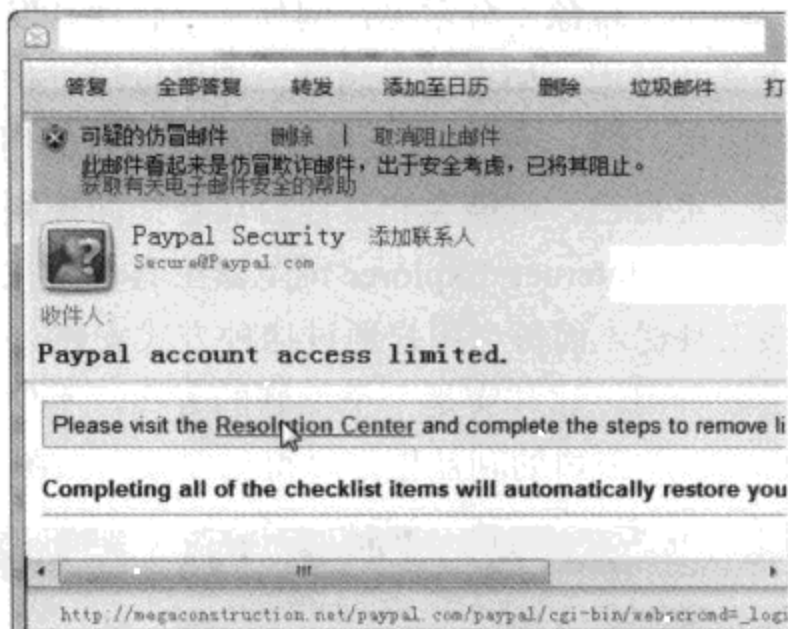 答复 全部答复 转发 添加至日历 删除 垃圾邮件 打
可疑的仿冒邮件 删除 | 取消阻止邮件
此邮件看起来是仿冒欺诈邮件，出于安全考虑，已将其阻止。
获取有关电子邮件安全的帮助
Paypal Security 添加联系人
Secure@Paypal.com
收件人:
Paypal account access limited.
Please visit the Resolution Center and complete the steps to remove li
Completing all of the checklist items will automatically restore you
http://megaconstruction.net/paypal.com/paypal/cgi-bin/webscrcmd=_logi